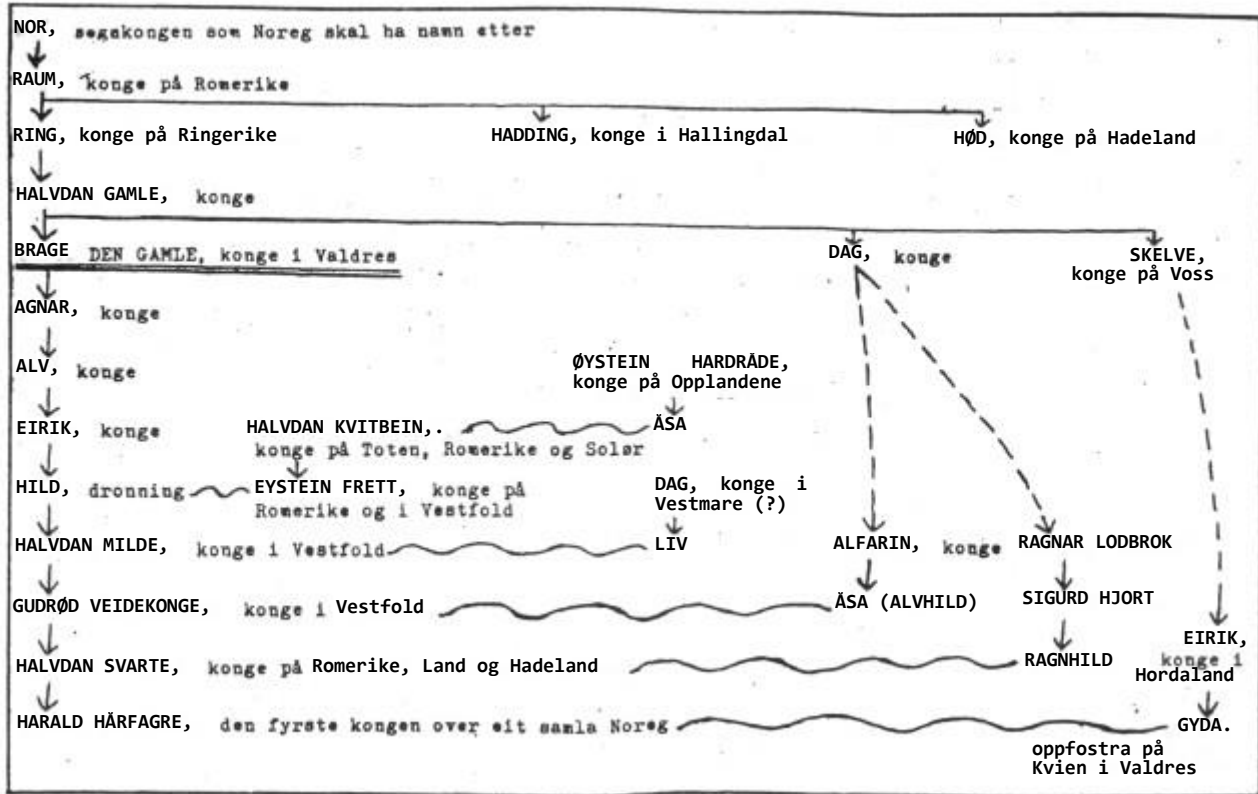 NOR, segakongen som Noreg skal ha namn etter
RAUM, konge på Romerike
RING, konge på Ringerike HADDING, konge i Hallingdal HØD, konge på Hadeland
HALVDAN GAMLE, konge
BRAGE DEN GAMLE, konge i Valdres DAG, konge SKELVE,
konge på Voss
AGNAR, konge
ALV, konge ØYSTEIN HARDRÅDE,
konge på Opplandene
EIRIK, konge HALVDAN KVITBEIN,. ÅSA
konge på Toten, Romerike og Solør
HILD, dronning EYSTEIN FRETT, konge på DAG, konge i
Romerike og i Vestfold Vestmare (?)
HALVDAN MILDE, konge i Vestfold LIV ALFARIN, konge RAGNAR LODBROK
GUDRØD VEIDEKONGE, konge i Vestfold ÅSA (ALVHILD) SIGURD HJORT
EIRIK,
HALVDAN SVARTE, konge på Romerike, Land og Hadeland RAGNHILD konge i
Hordaland
HARALD HÅRFAGRE, den fyrste kongen over eit samla Noreg GYDA.
oppfostra på
Kvien i Valdres